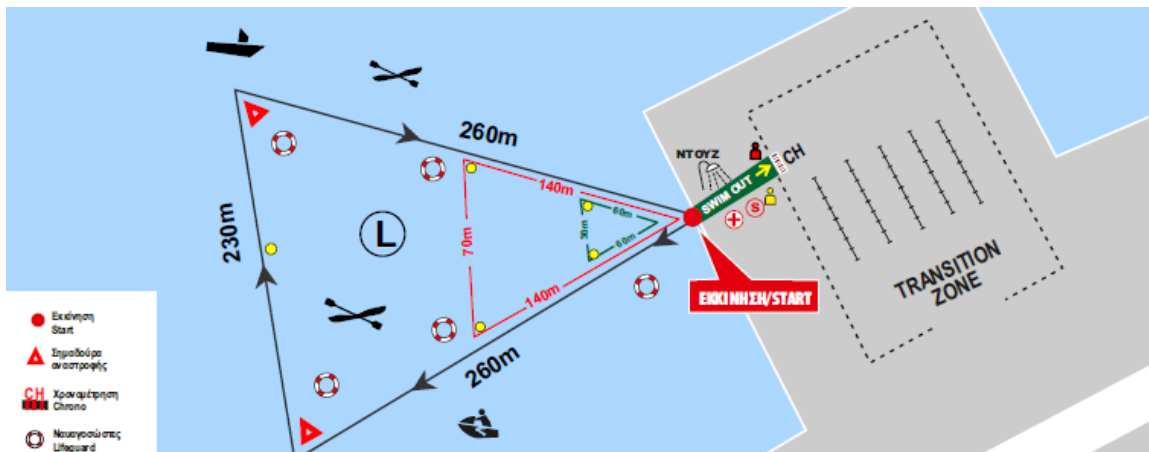 260m
ΝΤΟΥΖ
CH
140m
60m
SWIM OUT
S
30m
60m
L
70m
230m
TRANSITION
ZONE
140m
ΕΚΚΙΝΗΣΗ/START
260m
Εκκίνηση
Start
Σημαδούρα
αναστροφής
CH
Χρονομέτρηση
Chrono
Ναυαγοσώστες
Lifeguard